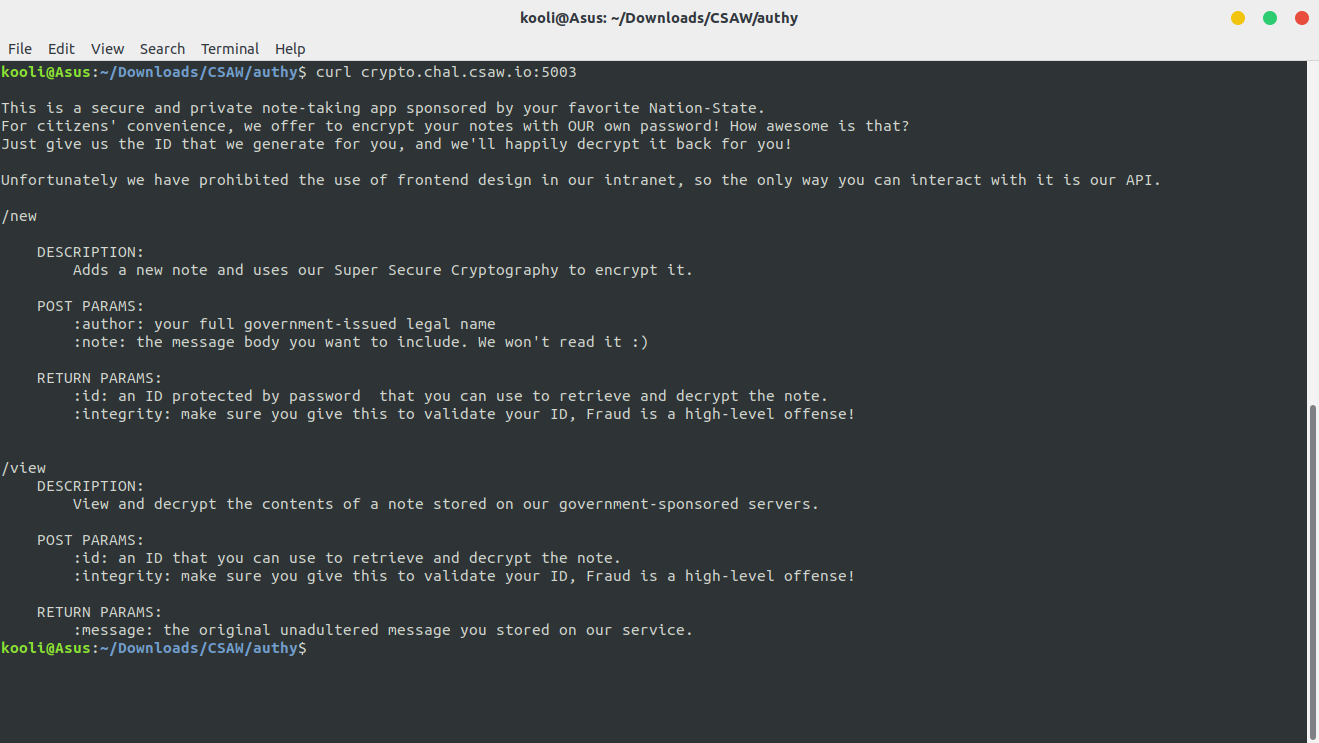 kooli@Asus: ~/Downloads/CSAW/authy
File Edit View Search Terminal Help
kooli@Asus:~/Downloads/CSAW/authy$ curl crypto.chal.csaw.io:5003
This is a secure and private note-taking app sponsored by your favorite Nation-State.
For citizens' convenience, we offer to encrypt your notes with OUR own password! How awesome is that?
Just give us the ID that we generate for you, and we'll happily decrypt it back for you!
Unfortunately we have prohibited the use of frontend design in our intranet, so the only way you can interact with it is our API.
/new
DESCRIPTION:
Adds a new note and uses our Super Secure Cryptography to encrypt it.
POST PARAMS:
:author: your full government-issued legal name
:note: the message body you want to include. We won't read it :)
RETURN PARAMS:
:id: an ID protected by password  that you can use to retrieve and decrypt the note.
:integrity: make sure you give this to validate your ID, Fraud is a high-level offense!
/view
DESCRIPTION:
View and decrypt the contents of a note stored on our government-sponsored servers.
POST PARAMS:
:id: an ID that you can use to retrieve and decrypt the note.
:integrity: make sure you give this to validate your ID, Fraud is a high-level offense!
RETURN PARAMS:
:message: the original unadultered message you stored on our service.
kooli@Asus:~/Downloads/CSAW/authy$